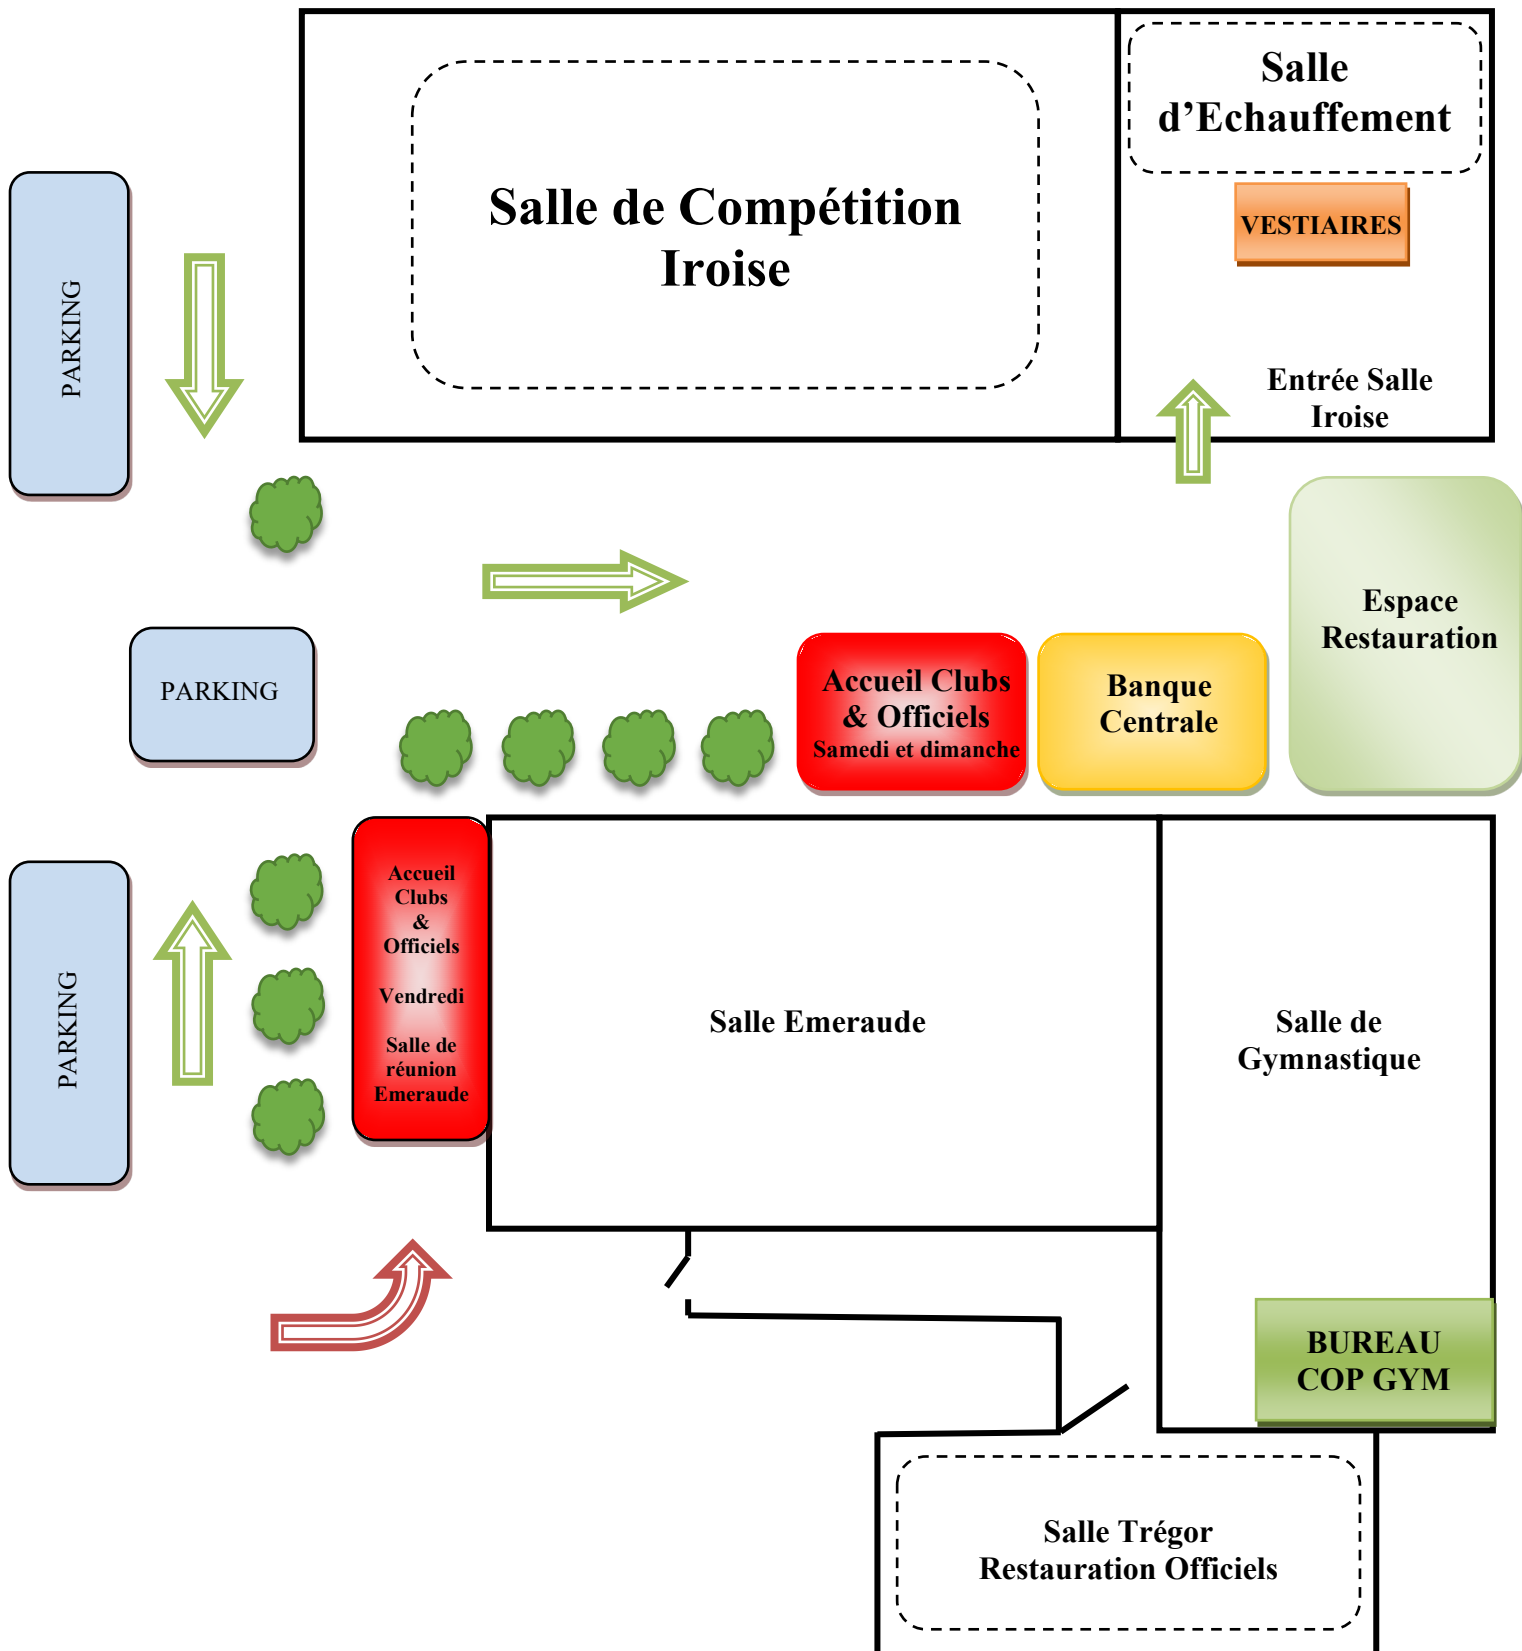 Salle
d’Echauffement
Salle de Compétition
Iroise
VESTIAIRES
PARKING
Entrée Salle
Iroise
Espace
Restauration
PARKING
Accueil Clubs
& Officiels
Samedi et dimanche
Banque
Centrale
Accueil
Clubs
&
Officiels
Vendredi
Salle de
réunion
Emeraude
PARKING
Salle Emeraude
Salle de
Gymnastique
BUREAU
COP GYM
Salle Trégor
Restauration Officiels